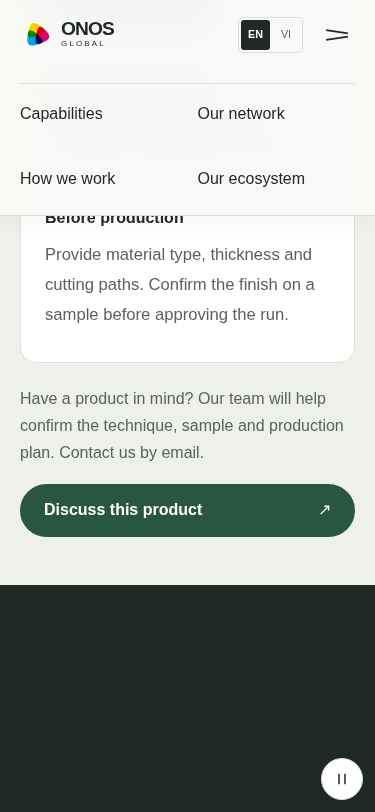 ONOS
GLOBAL
EN VI
Capabilities Our network
How we work Our ecosystem
Before production
Provide material type, thickness and
cutting paths. Confirm the finish on a
sample before approving the run.
Have a product in mind? Our team will help
confirm the technique, sample and production
plan. Contact us by email.
Discuss this product ↗